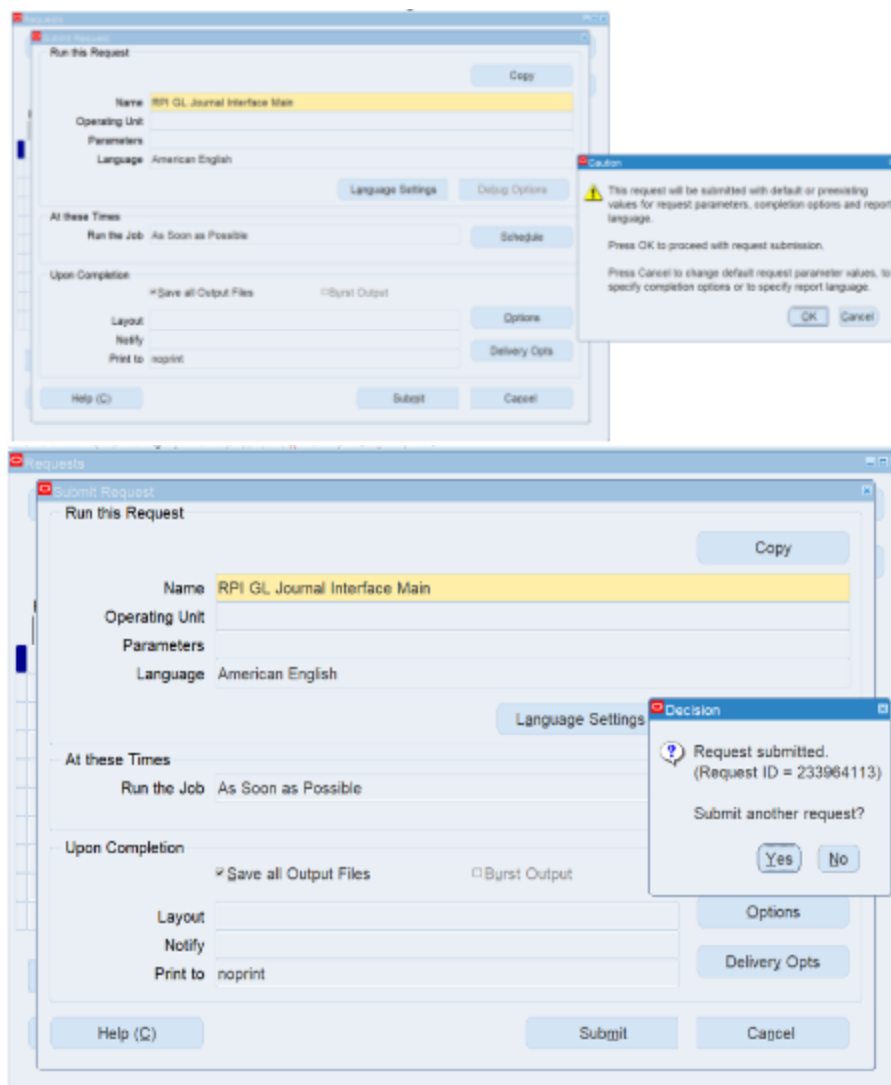 Requests
Submit Request
Run this Request
Copy
Name RPI GL Journal Interface Main
Operating Unit
Parameters
Language American English
Language Settings
Debug Options
At these Times
Run the Job As Soon as Possible
Schedule
Upon Completion
Save all Output Files
Burst Output
Layout
Options
Notify
Print to noprint
Delivery Opts
Help (C)
Submit
Cancel
Caution
This request will be submitted with default or preexisting
values for request parameters, completion options and report
language.
Press OK to proceed with request submission.
Press Cancel to change default request parameter values, to
specify completion options or to specify report language.
OK
Cancel
Requests
Submit Request
Run this Request
Copy
Name RPI GL Journal Interface Main
Operating Unit
Parameters
Language American English
Language Settings
At these Times
Run the Job As Soon as Possible
Upon Completion
Save all Output Files
Burst Output
Layout
Options
Notify
Print to noprint
Delivery Opts
Help (C)
Submit
Cancel
Decision
Request submitted.
(Request ID = 233964113)
Submit another request?
Yes
No